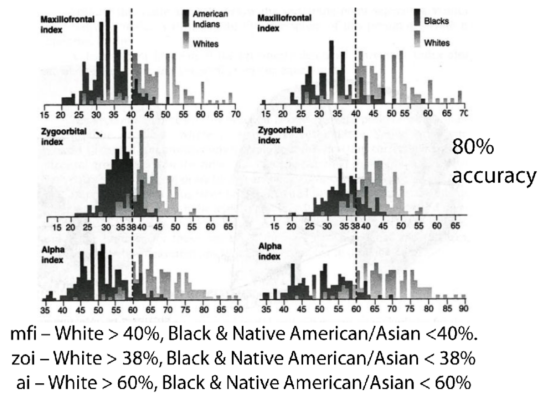 Maxillofrontal
index
American
Indians
Whites
15 20 25 30 35 40 45 50 55 60 65 70
Maxillofrontal
index
Blacks
Whites
15 20 25 30 35 40 45 50 55 60 65 70
Zygoorbital
index
15 20 25 30 35 38 40 45 50 55 60 65
Zygoorbital
index
15 20 25 30 35 38 40 45 50 55 60 65
80%
accuracy
Alpha
index
35 40 45 50 55 60 65 70 75 80 85 90
Alpha
index
35 40 45 50 55 60 65 70 75 80 85 90
mfi – White > 40%, Black & Native American/Asian <40%.
zoi – White > 38%, Black & Native American/Asian < 38%
ai – White > 60%, Black & Native American/Asian < 60%